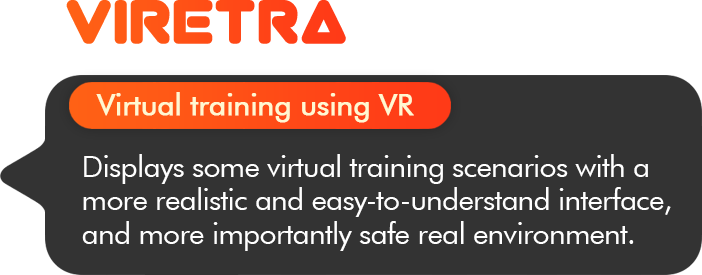 VIRETRA
Virtual training using VR
Displays some virtual training scenarios with a
more realistic and easy-to-understand interface,
and more importantly safe real environment.